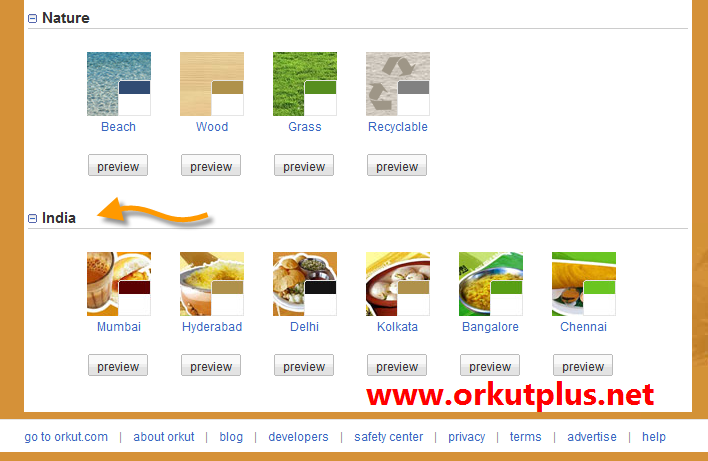 Nature
Beach Wood Grass Recyclable
preview preview preview preview
India
Mumbai Hyderabad Delhi Kolkata Bangalore Chennai
preview preview preview preview preview preview
www.orkutplus.net
go to orkut.com | about orkut | blog | developers | safety center | privacy | terms | advertise | help